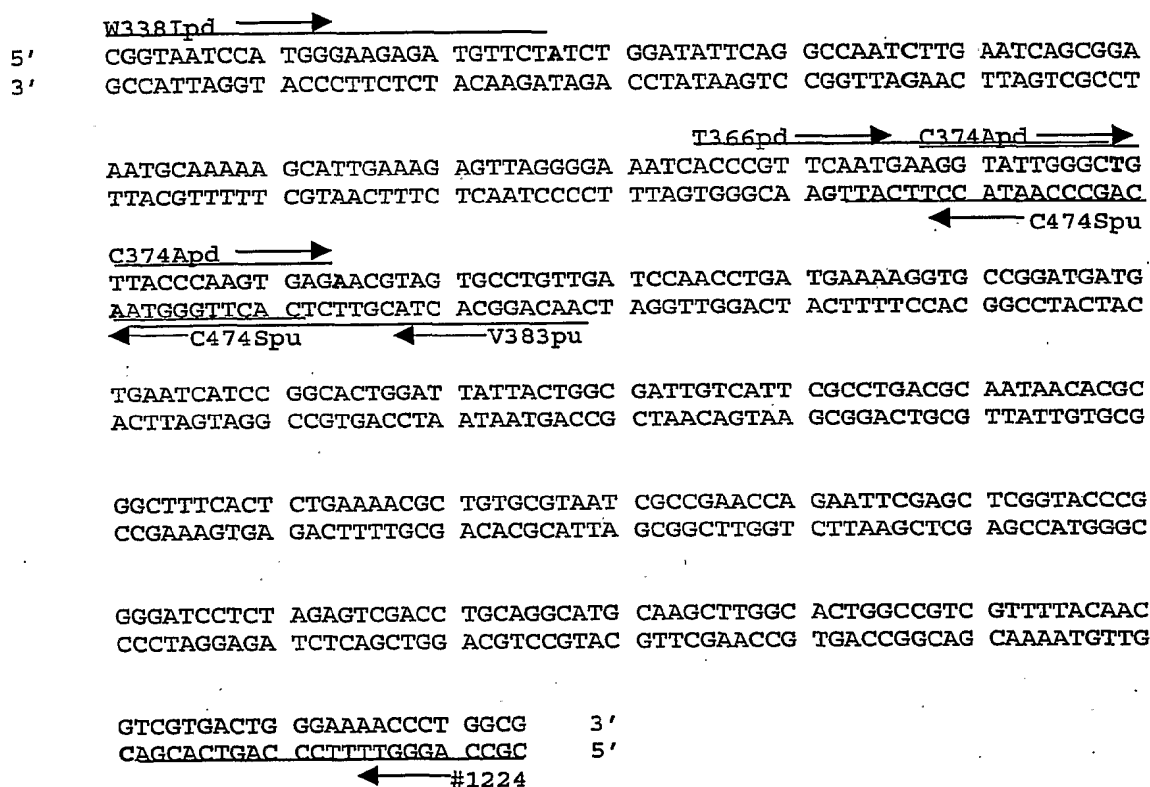 W338Ipd
5' CGGTAATCCA TGGGAAGAGA TGTTCTATCT GGATATTCAG GCCAATCTTG AATCAGCGGA
3' GCCATTAGGT ACCCTTCTCT ACAAGATAGA CCTATAAGTC CGGTTAGAAC TTAGTCGCCT
T366pd C374Apd
AATGCAAAAA GCATTGAAAG AGTTAGGGGA AATCACCCGT TCAATGAAGG TATTGGGCTG
TTACGTTTTT CGTAACTTTC TCAATCCCCT TTAGTGGGCA AGTTACTTCC ATAACCCGAC
C474Spu
C374Apd
TTACCCAAGT GAGAACGTAG TGCCTGTTGA TCCAACCTGA TGAAAAGGTG CCGGATGATG
AATGGGTTCA CTCTTGCATC ACGGACAACT AGGTTGGACT ACTTTTCCAC GGCCTACTAC
C474Spu V383pu
TGAATCATCC GGCACTGGAT TATTACTGGC GATTGTCATT CGCCTGACGC AATAACACGC
ACTTAGTAGG CCGTGACCTA ATAATGACCG CTAACAGTAA GCGGACTGCG TTATTGTGCG
GGCTTTCACT CTGAAAACGC TGTGCGTAAT CGCCGAACCA GAATTCGAGC TCGGTACCCG
CCGAAAGTGA GACTTTTGCG ACACGCATTA GCGGCTTGGT CTTAAGCTCG AGCCATGGGC
GGGATCCTCT AGAGTCGACC TGCAGGCATG CAAGCTTGGC ACTGGCCGTC GTTTTACAAC
CCCTAGGAGA TCTCAGCTGG ACGTCCGTAC GTTCGAACCG TGACCGGCAG CAAAATGTTG
GTCGTGACTG GGAAAACCCT GGCG 3'
CAGCACTGAC CCTTTTGGGA CCGC 5'
#1224